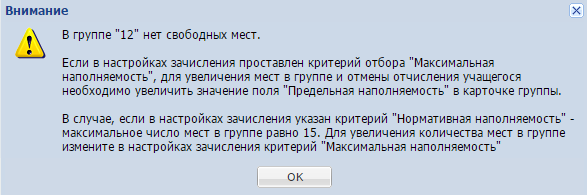 Внимание
В группе "12" нет свободных мест.
Если в настройках зачисления проставлен критерий отбора "Максимальная
наполняемость", для увеличения мест в группе и отмены отчисления учащегося
необходимо увеличить значение поля "Предельная наполняемость" в карточке группы.
В случае, если в настройках зачисления указан критерий "Нормативная наполняемость" -
максимальное число мест в группе равно 15. Для увеличения количества мест в группе
измените в настройках зачисления критерий "Максимальная наполняемость"
OK